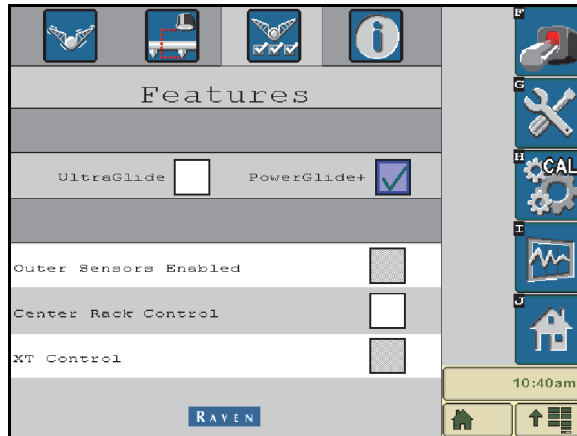 Features
UltraGlide
PowerGlide+
Outer Sensors Enabled
Center Rack Control
XT Control
RAVEN
F
G
H
CAL
I
J
10:40am